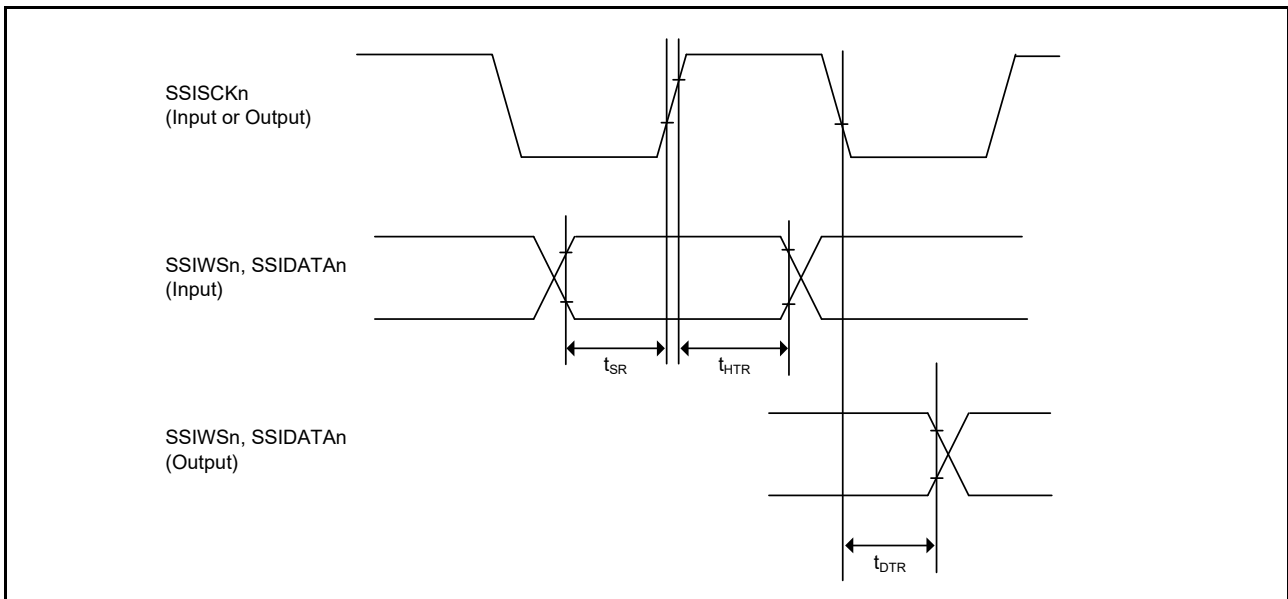 SSISCKn
(Input or Output)
SSIWSn, SSIDATAn
(Input)
tSR
tHTR
SSIWSn, SSIDATAn
(Output)
tDTR